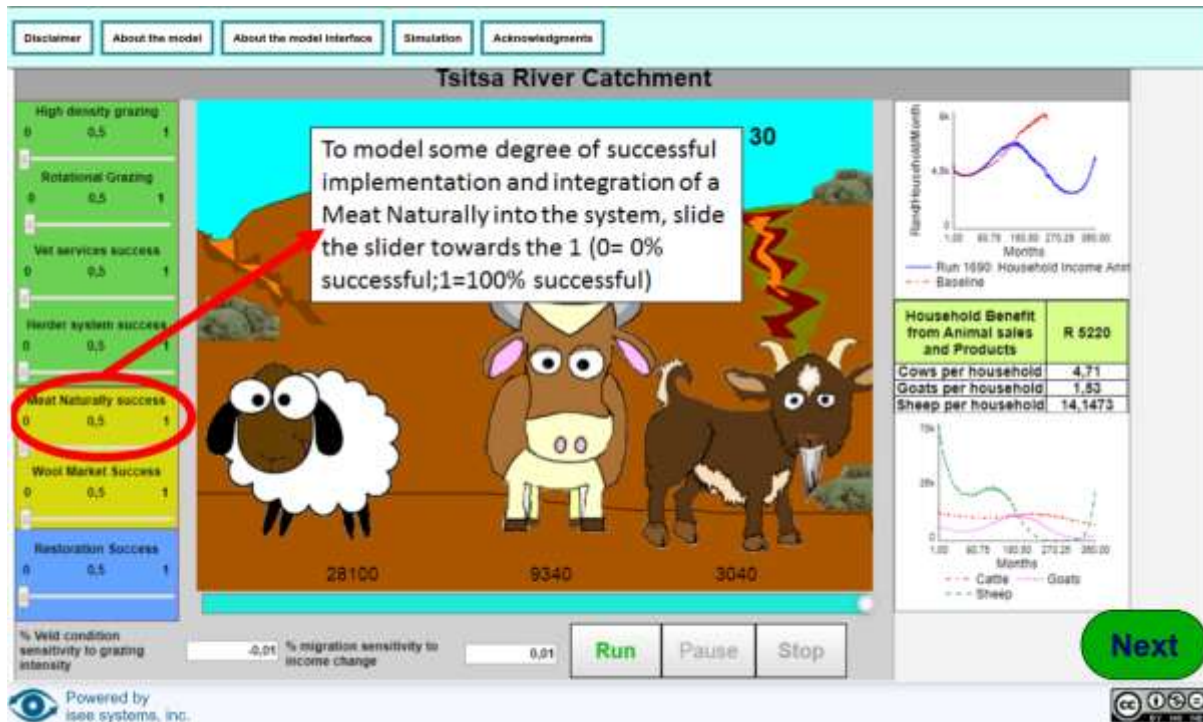 Disclaimer
About the model
About the model interface
Simulation
Acknowledgments
Tsitsa River Catchment
High density grazing
0 0,5 1
Rotational Grazing
0 0,5 1
Vet services success
0 0,5 1
Herder system success
0 0,5 1
Meat Naturally success
0 0,5 1
Wool Market Success
0 0,5 1
Restoration Success
0 0,5 1
30
To model some degree of successful
implementation and integration of a
Meat Naturally into the system, slide
the slider towards the 1 (0= 0%
successful;1=100% successful)
28100 9340 3040
Rand/Household/Month
0
Months
Run 1690: Household Income
Baseline
Household Benefit
from Animal sales
and Products
R 5220
Cows per household 4,71
Goats per household 1,53
Sheep per household 14,1473
0
Months
Cattle Goats
Sheep
% Veld condition
sensitivity to grazing
intensity
-0,01
% migration sensitivity to
income change
0,01
Run
Pause
Stop
Next
Powered by
isee systems, inc.